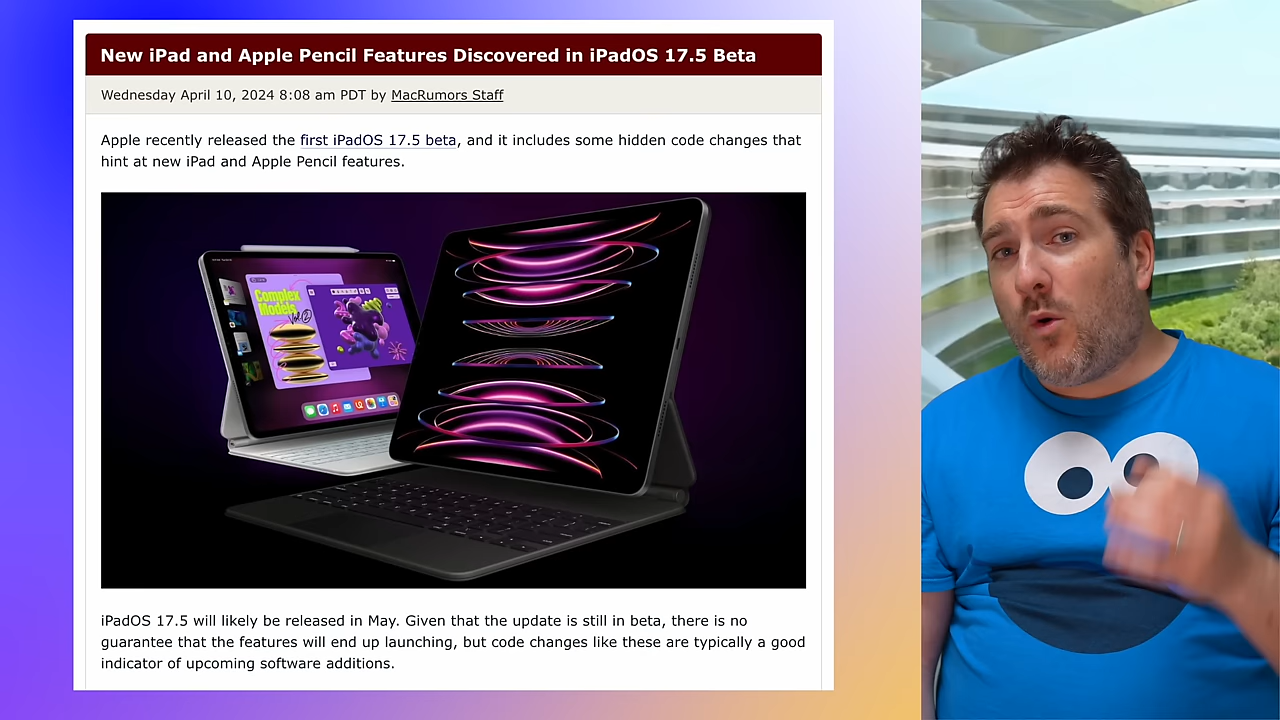 New iPad and Apple Pencil Features Discovered in iPadOS 17.5 Beta
Wednesday April 10, 2024 8:08 am PDT by MacRumors Staff
Apple recently released the first iPadOS 17.5 beta, and it includes some hidden code changes that
hint at new iPad and Apple Pencil features.
Complex
Models
iPadOS 17.5 will likely be released in May. Given that the update is still in beta, there is no
guarantee that the features will end up launching, but code changes like these are typically a good
indicator of upcoming software additions.